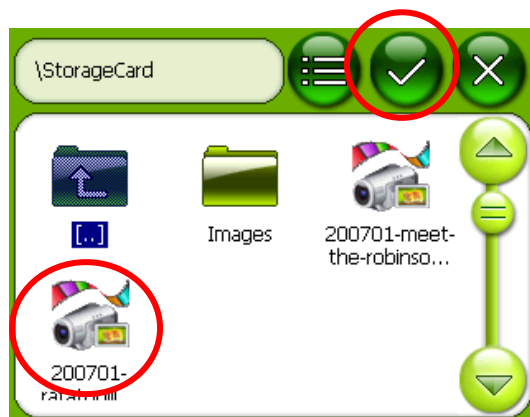 \StorageCard
[..]
Images
200701-meet-
the-robinso...
200701-